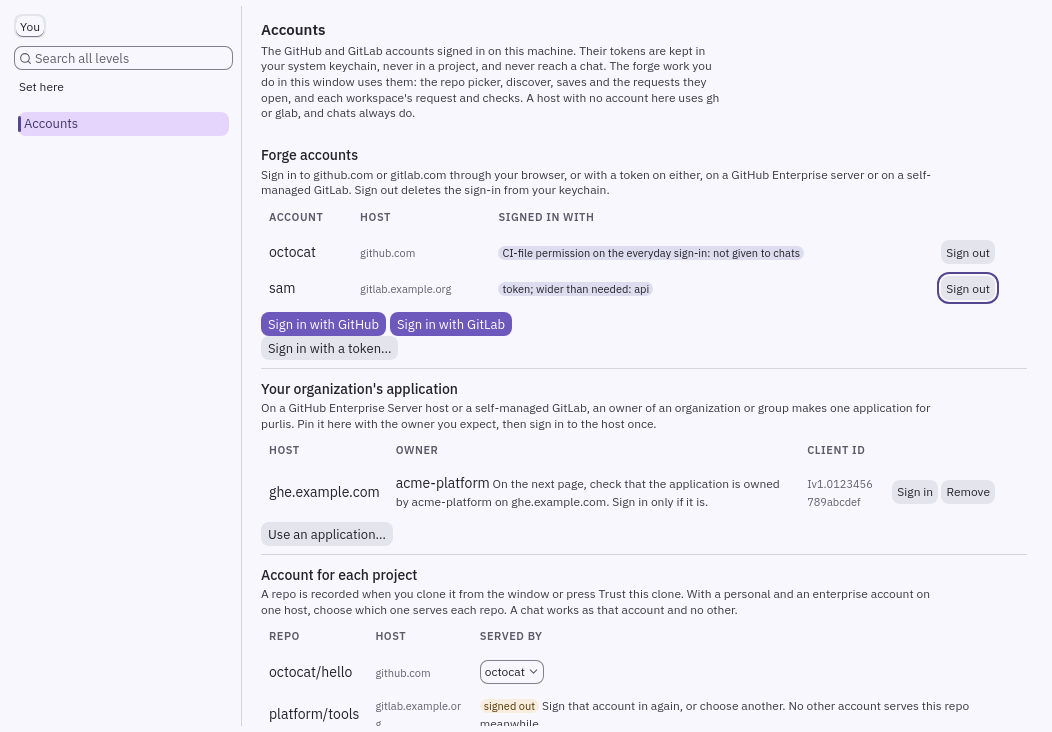 You
Search all levels
Set here
Accounts
Accounts
The GitHub and GitLab accounts signed in on this machine. Their tokens are kept in
your system keychain, never in a project, and never reach a chat. The forge work you
do in this window uses them: the repo picker, discover, saves and the requests they
open, and each workspace's request and checks. A host with no account here uses gh
or glab, and chats always do.
Forge accounts
Sign in to github.com or gitlab.com through your browser, or with a token on either, on a GitHub Enterprise server or on a self-
managed GitLab. Sign out deletes the sign-in from your keychain.
ACCOUNT HOST SIGNED IN WITH
octocat github.com CI-file permission on the everyday sign-in: not given to chats Sign out
sam gitlab.example.org token; wider than needed: api Sign out
Sign in with GitHub Sign in with GitLab
Sign in with a token...
Your organization's application
On a GitHub Enterprise Server host or a self-managed GitLab, an owner of an organization or group makes one application for
purlis. Pin it here with the owner you expect, then sign in to the host once.
HOST OWNER CLIENT ID
ghe.example.com acme-platform On the next page, check that the application is owned Iv1.0123456 Sign in Remove
by acme-platform on ghe.example.com. Sign in only if it is. 789abcdef
Use an application...
Account for each project
A repo is recorded when you clone it from the window or press Trust this clone. With a personal and an enterprise account on
one host, choose which one serves each repo. A chat works as that account and no other.
REPO HOST SERVED BY
octocat/hello github.com octocat
platform/tools gitlab.example.or signed out Sign that account in again, or choose another. No other account serves this repo
g meanwhile